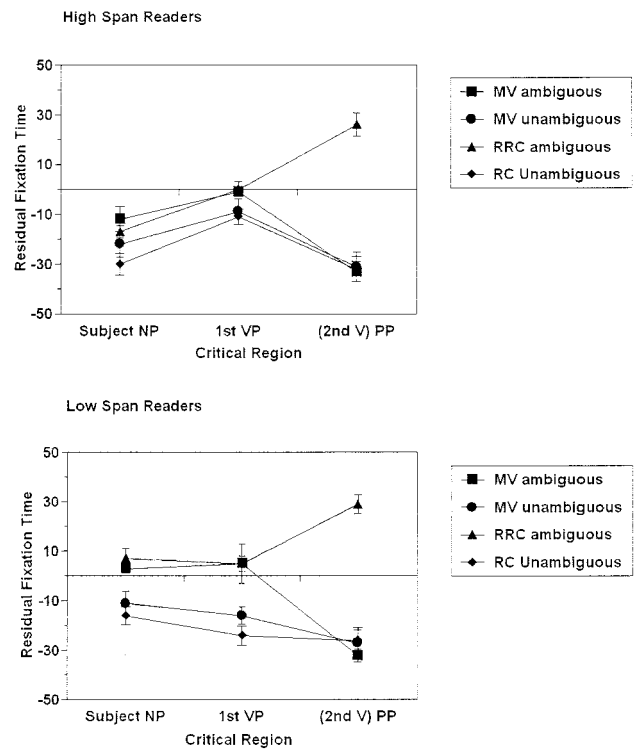 High Span Readers
50
30
10
-10
-30
-50
Residual Fixation Time
Subject NP 1st VP (2nd V) PP
Critical Region
MV ambiguous
MV unambiguous
RRC ambiguous
RC Unambiguous
Low Span Readers
50
30
10
-10
-30
-50
Residual Fixation Time
Subject NP 1st VP (2nd V) PP
Critical Region
MV ambiguous
MV unambiguous
RRC ambiguous
RC Unambiguous